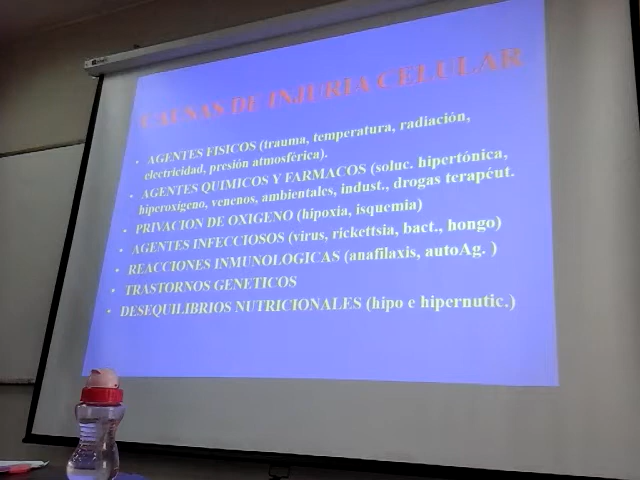 CAUSAS DE INJURIA CELULAR
• AGENTES FISICOS (trauma, temperatura, radiación,
electricidad, presión atmosférica).
• AGENTES QUIMICOS Y FARMACOS (soluc. hipertónica,
hiperoxigeno, venenos, ambientales, indust., drogas terapéut.
• PRIVACION DE OXIGENO (hipoxia, isquemia)
• AGENTES INFECCIOSOS (virus, rickettsia, bact., hongo)
• REACCIONES INMUNOLOGICAS (anafilaxis, autoAg. )
• TRASTORNOS GENETICOS
• DESEQUILIBRIOS NUTRICIONALES (hipo e hipernutic.)